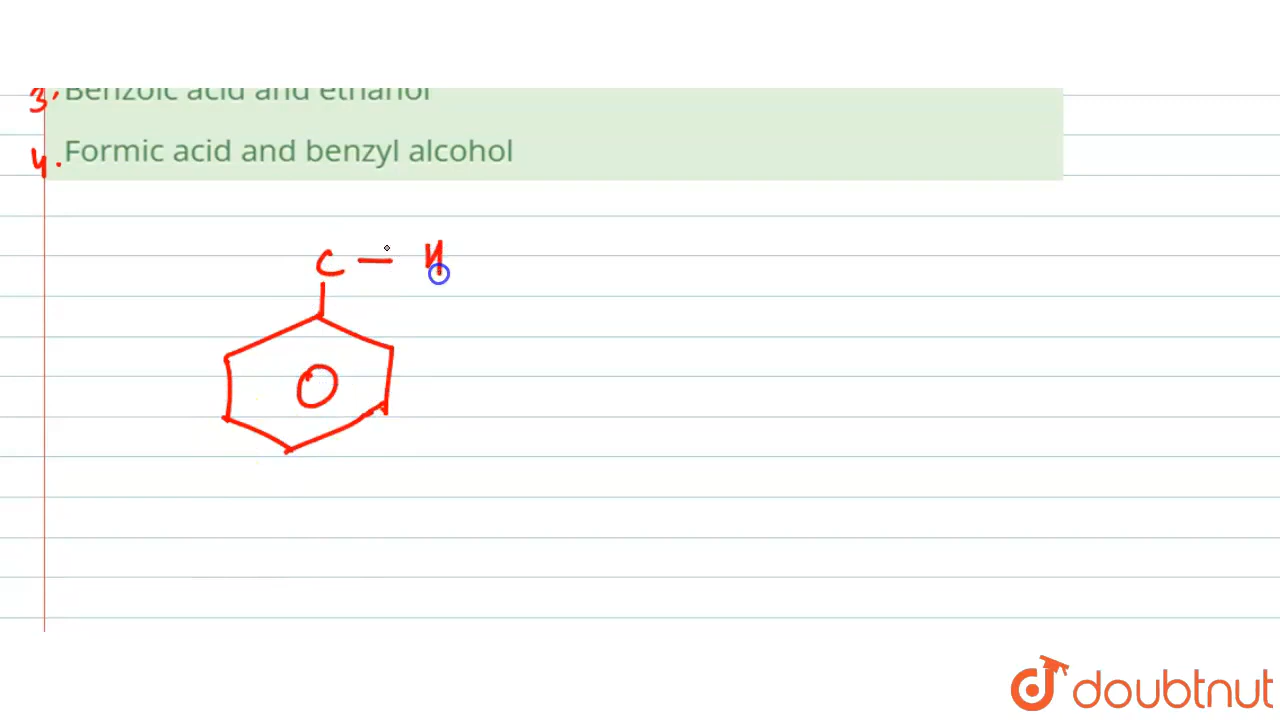 3. Benzoic acid and ethanol
4. Formic acid and benzyl alcohol
C - H
doubtnut